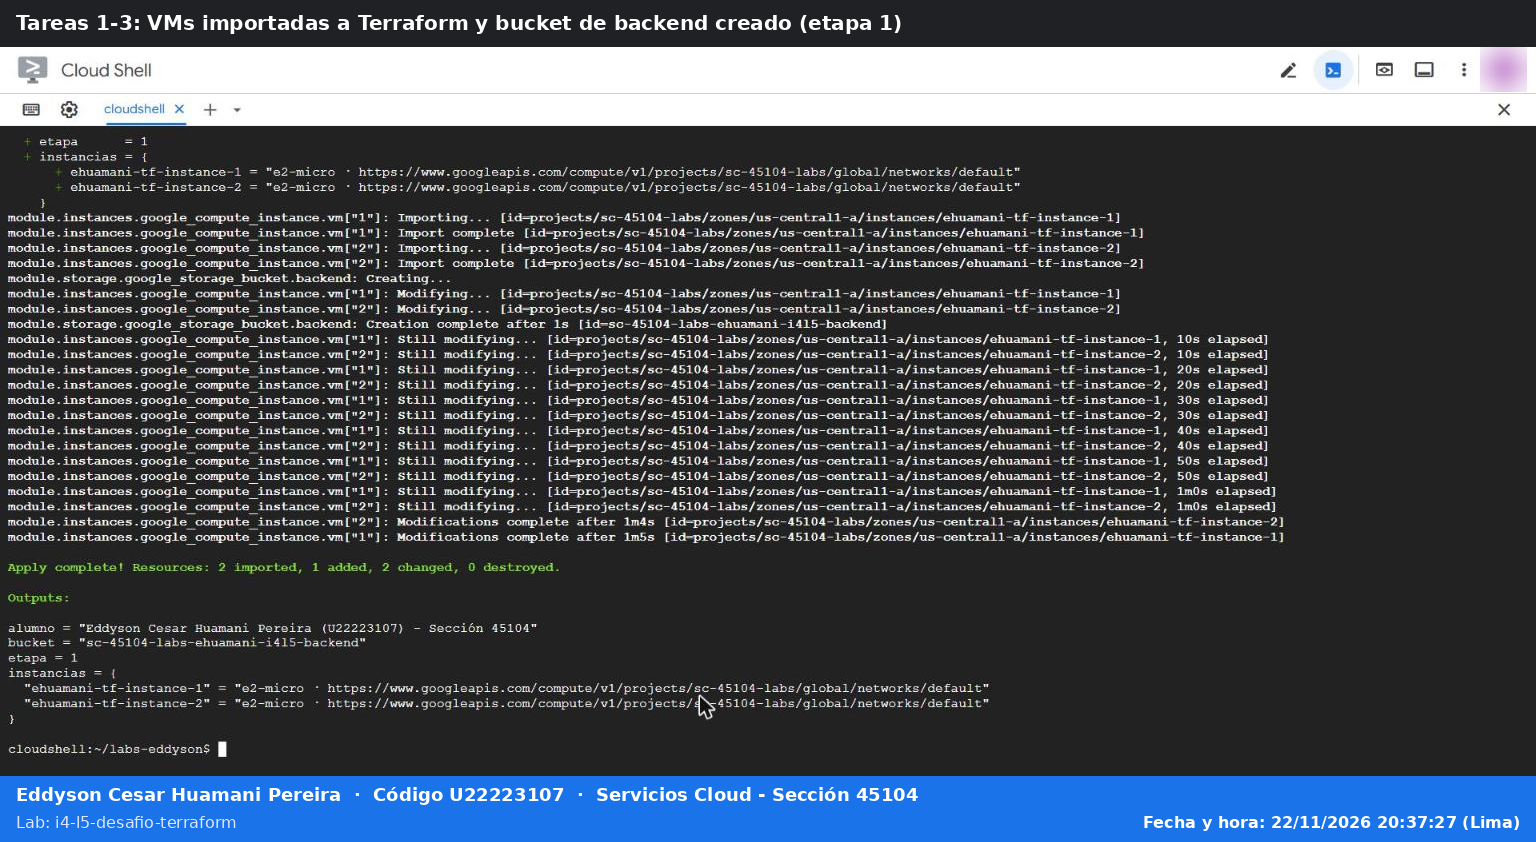 Tareas 1-3: VMs importadas a Terraform y bucket de backend creado (etapa 1)
Cloud Shell
cloudshell
+ etapa      = 1
+ instancias = {
+ ehuamani-tf-instance-1 = "e2-micro · https://www.googleapis.com/compute/v1/projects/sc-45104-labs/global/networks/default"
+ ehuamani-tf-instance-2 = "e2-micro · https://www.googleapis.com/compute/v1/projects/sc-45104-labs/global/networks/default"
}
module.instances.google_compute_instance.vm["1"]: Importing... [id=projects/sc-45104-labs/zones/us-central1-a/instances/ehuamani-tf-instance-1]
module.instances.google_compute_instance.vm["1"]: Import complete [id=projects/sc-45104-labs/zones/us-central1-a/instances/ehuamani-tf-instance-1]
module.instances.google_compute_instance.vm["2"]: Importing... [id=projects/sc-45104-labs/zones/us-central1-a/instances/ehuamani-tf-instance-2]
module.instances.google_compute_instance.vm["2"]: Import complete [id=projects/sc-45104-labs/zones/us-central1-a/instances/ehuamani-tf-instance-2]
module.storage.google_storage_bucket.backend: Creating...
module.instances.google_compute_instance.vm["1"]: Modifying... [id=projects/sc-45104-labs/zones/us-central1-a/instances/ehuamani-tf-instance-1]
module.instances.google_compute_instance.vm["2"]: Modifying... [id=projects/sc-45104-labs/zones/us-central1-a/instances/ehuamani-tf-instance-2]
module.storage.google_storage_bucket.backend: Creation complete after 1s [id=sc-45104-labs-ehuamani-i4l5-backend]
module.instances.google_compute_instance.vm["1"]: Still modifying... [id=projects/sc-45104-labs/zones/us-central1-a/instances/ehuamani-tf-instance-1, 10s elapsed]
module.instances.google_compute_instance.vm["2"]: Still modifying... [id=projects/sc-45104-labs/zones/us-central1-a/instances/ehuamani-tf-instance-2, 10s elapsed]
module.instances.google_compute_instance.vm["1"]: Still modifying... [id=projects/sc-45104-labs/zones/us-central1-a/instances/ehuamani-tf-instance-1, 20s elapsed]
module.instances.google_compute_instance.vm["2"]: Still modifying... [id=projects/sc-45104-labs/zones/us-central1-a/instances/ehuamani-tf-instance-2, 20s elapsed]
module.instances.google_compute_instance.vm["1"]: Still modifying... [id=projects/sc-45104-labs/zones/us-central1-a/instances/ehuamani-tf-instance-1, 30s elapsed]
module.instances.google_compute_instance.vm["2"]: Still modifying... [id=projects/sc-45104-labs/zones/us-central1-a/instances/ehuamani-tf-instance-2, 30s elapsed]
module.instances.google_compute_instance.vm["1"]: Still modifying... [id=projects/sc-45104-labs/zones/us-central1-a/instances/ehuamani-tf-instance-1, 40s elapsed]
module.instances.google_compute_instance.vm["2"]: Still modifying... [id=projects/sc-45104-labs/zones/us-central1-a/instances/ehuamani-tf-instance-2, 40s elapsed]
module.instances.google_compute_instance.vm["1"]: Still modifying... [id=projects/sc-45104-labs/zones/us-central1-a/instances/ehuamani-tf-instance-1, 50s elapsed]
module.instances.google_compute_instance.vm["2"]: Still modifying... [id=projects/sc-45104-labs/zones/us-central1-a/instances/ehuamani-tf-instance-2, 50s elapsed]
module.instances.google_compute_instance.vm["1"]: Still modifying... [id=projects/sc-45104-labs/zones/us-central1-a/instances/ehuamani-tf-instance-1, 1m0s elapsed]
module.instances.google_compute_instance.vm["2"]: Still modifying... [id=projects/sc-45104-labs/zones/us-central1-a/instances/ehuamani-tf-instance-2, 1m0s elapsed]
module.instances.google_compute_instance.vm["2"]: Modifications complete after 1m4s [id=projects/sc-45104-labs/zones/us-central1-a/instances/ehuamani-tf-instance-2]
module.instances.google_compute_instance.vm["1"]: Modifications complete after 1m5s [id=projects/sc-45104-labs/zones/us-central1-a/instances/ehuamani-tf-instance-1]
Apply complete! Resources: 2 imported, 1 added, 2 changed, 0 destroyed.
Outputs:
alumno = "Eddyson Cesar Huamani Pereira (U22223107) - Sección 45104"
bucket = "sc-45104-labs-ehuamani-i4l5-backend"
etapa = 1
instancias = {
"ehuamani-tf-instance-1" = "e2-micro · https://www.googleapis.com/compute/v1/projects/sc-45104-labs/global/networks/default"
"ehuamani-tf-instance-2" = "e2-micro · https://www.googleapis.com/compute/v1/projects/sc-45104-labs/global/networks/default"
}
cloudshell:~/labs-eddyson$
Eddyson Cesar Huamani Pereira · Código U22223107 · Servicios Cloud - Sección 45104
Lab: i4-l5-desafio-terraform
Fecha y hora: 22/11/2026 20:37:27 (Lima)